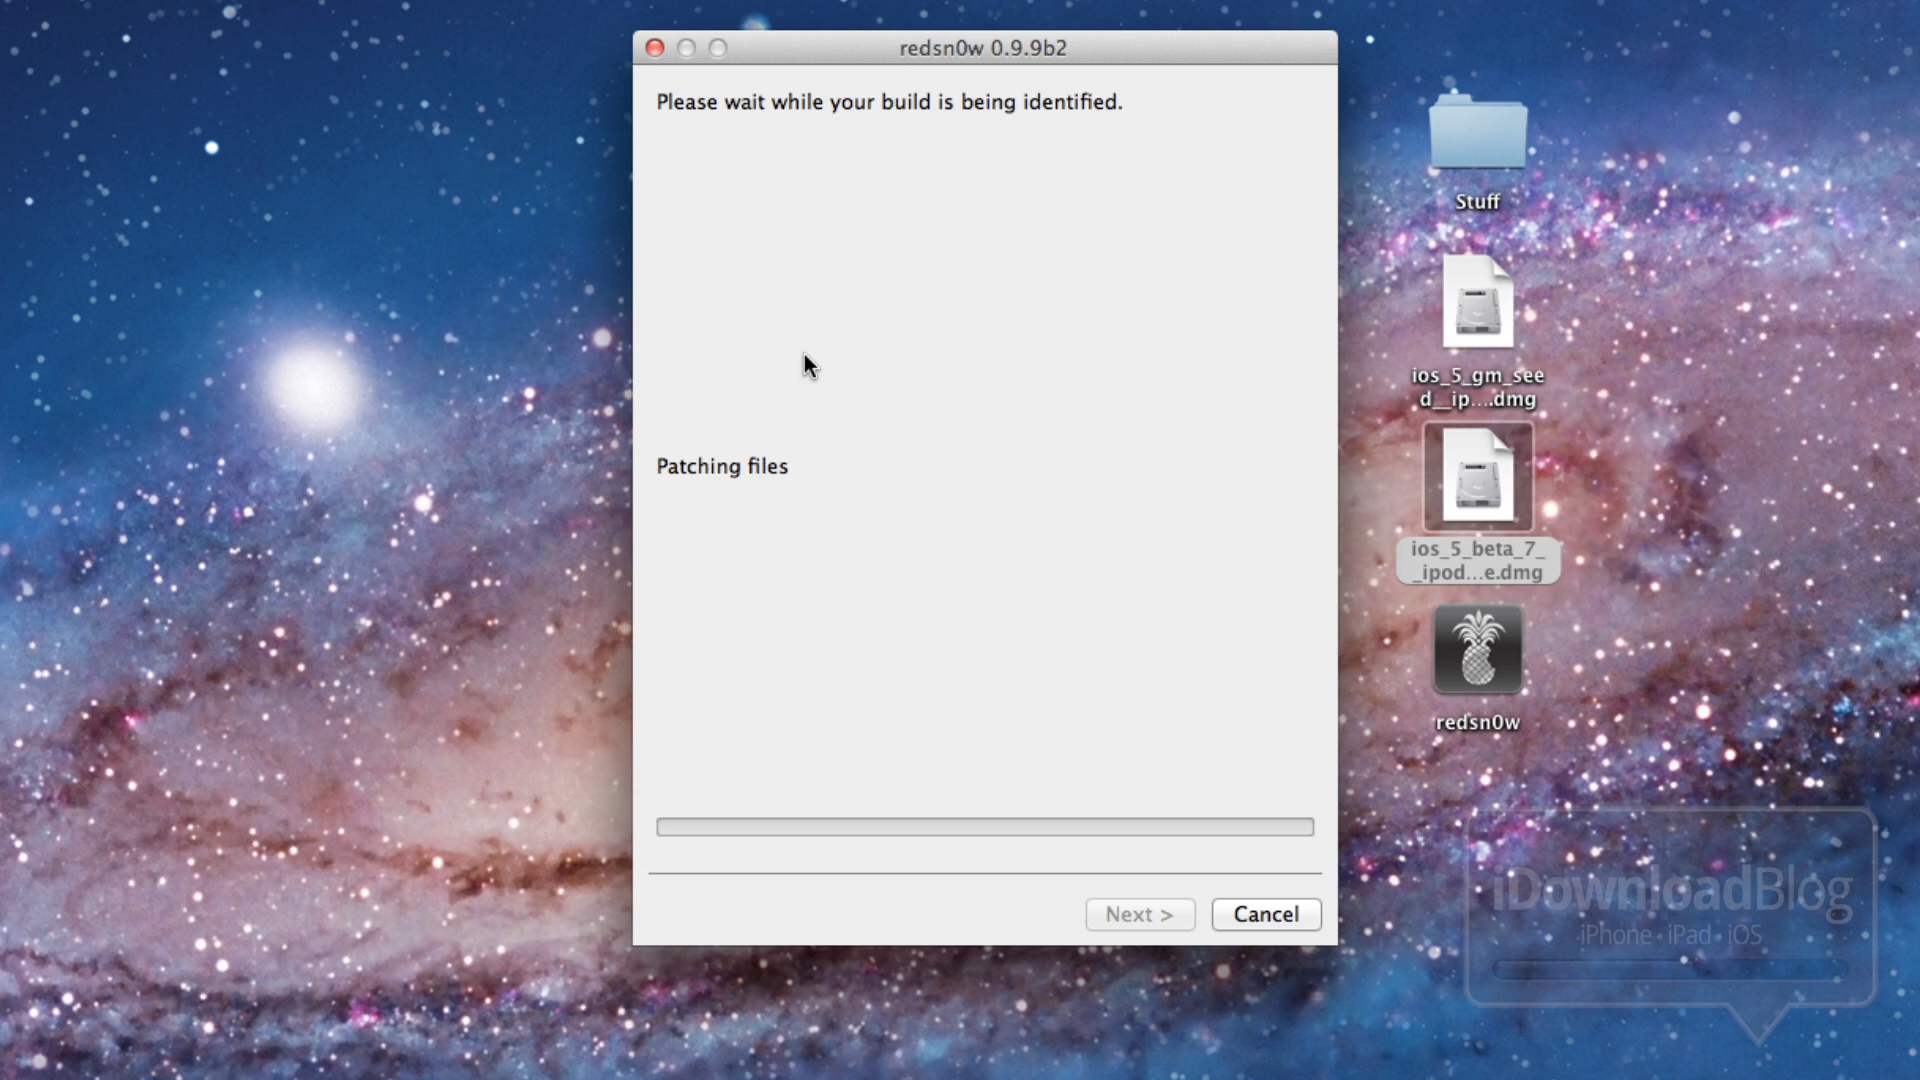 redsn0w 0.9.9b2
Please wait while your build is being identified.
Patching files
Next >
Cancel
Stuff
ios_5_gm_see
d__ip....dmg
ios_5_beta_7_
_ipod...e.dmg
redsn0w
iDownloadBlog
iPhone · iPad · iOS